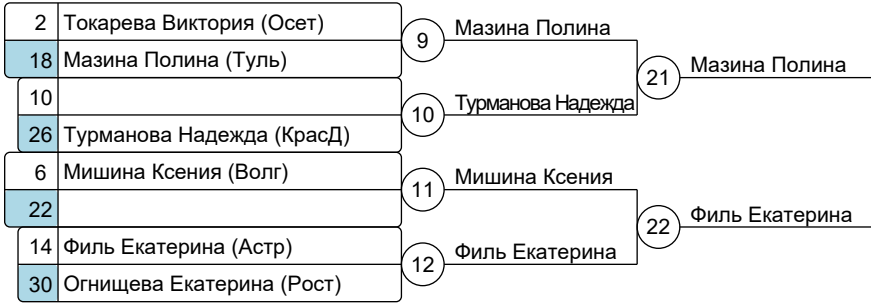 2 Токарева Виктория (Осет)
18 Мазина Полина (Туль)
9 Мазина Полина
10
26 Турманова Надежда (КрасД)
10 Турманова Надежда
21 Мазина Полина
6 Мишина Ксения (Волг)
22
11 Мишина Ксения
14 Филь Екатерина (Астр)
30 Огнищева Екатерина (Рост)
12 Филь Екатерина
22 Филь Екатерина